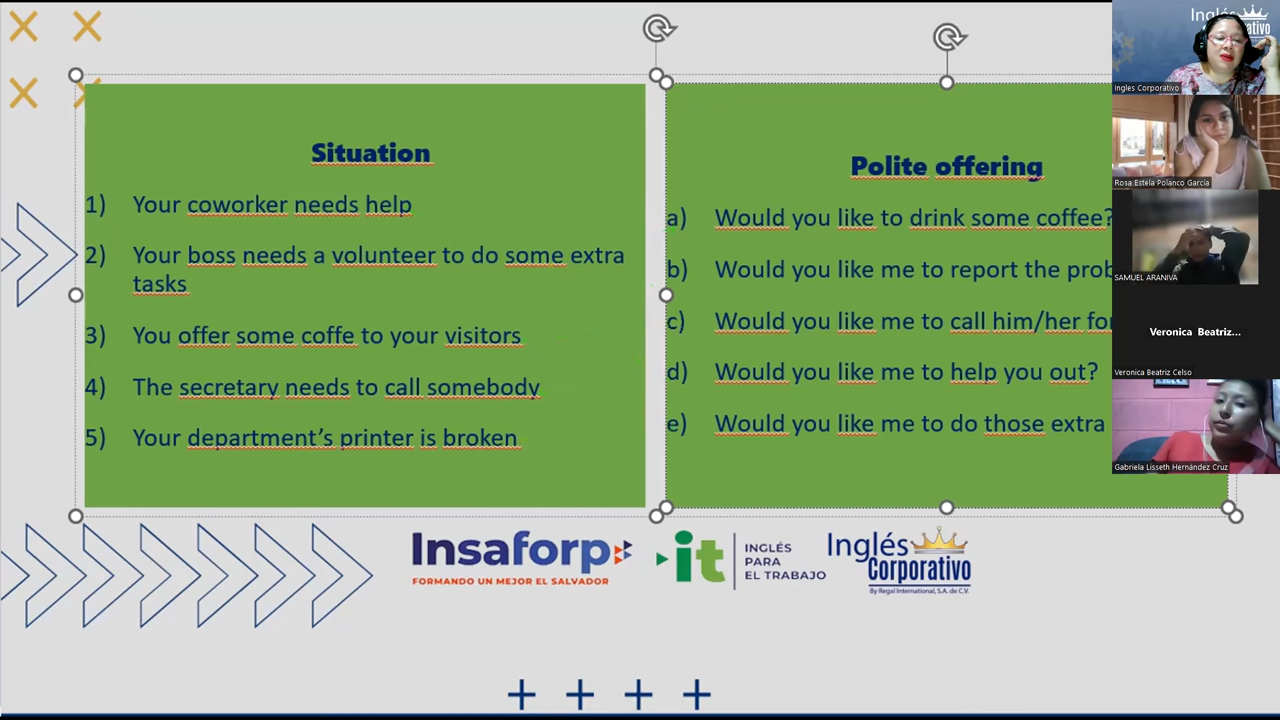 Situation
1) Your coworker needs help
2) Your boss needs a volunteer to do some extra
tasks
3) You offer some coffe to your visitors
4) The secretary needs to call somebody
5) Your department's printer is broken
Polite offering
a) Would you like to drink some coffee?
b) Would you like me to report the
c) Would you like me to call him/her
d) Would you like me to help you out?
e) Would you like me to do those extra
Insaforp
FORMANDO UN MEJOR EL SALVADOR
it
INGLÉS
PARA
EL TRABAJO
Inglés
Corporativo
By Regal International, S.A. de C.V.
Inglés
Ingles Corporativo
Rosa Estela Polanco García
SAMUEL ARANIVA
Veronica Beatriz...
Veronica Beatriz Celso
Gabriela Lisseth Hernández Cruz